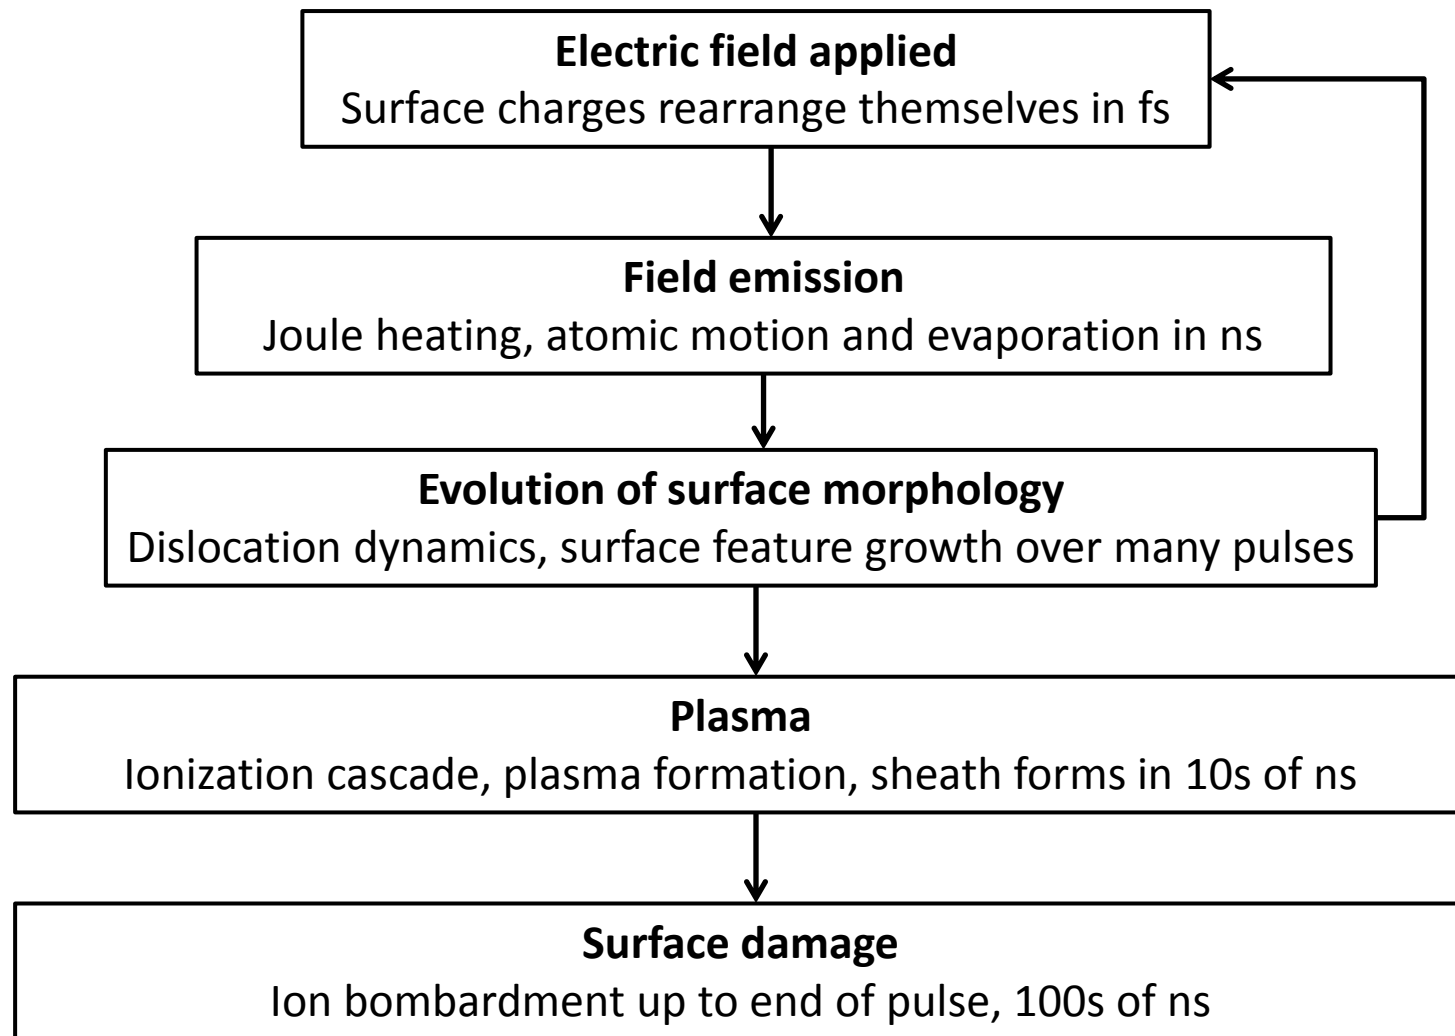 Electric field applied
Surface charges rearrange themselves in fs
Field emission
Joule heating, atomic motion and evaporation in ns
Evolution of surface morphology
Dislocation dynamics, surface feature growth over many pulses
Plasma
Ionization cascade, plasma formation, sheath forms in 10s of ns
Surface damage
Ion bombardment up to end of pulse, 100s of ns